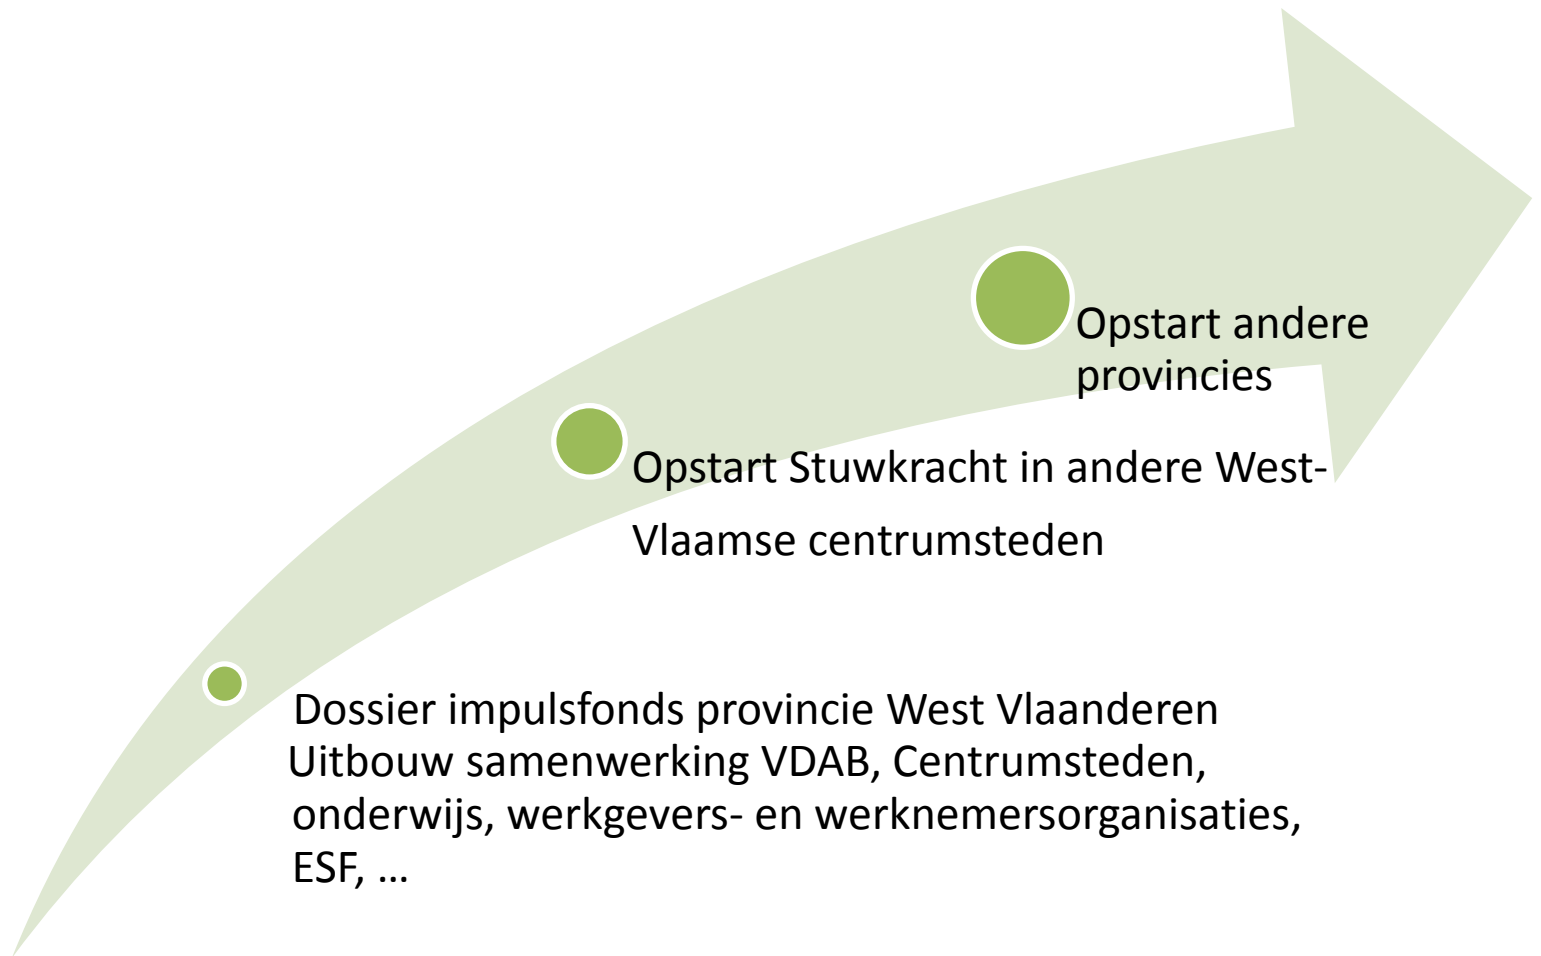 Opstart andere
provincies
Opstart Stuwkracht in andere West-
Vlaamse centrumsteden
Dossier impulsfonds provincie West Vlaanderen
Uitbouw samenwerking VDAB, Centrumsteden,
onderwijs, werkgevers- en werknemersorganisaties,
ESF, ...